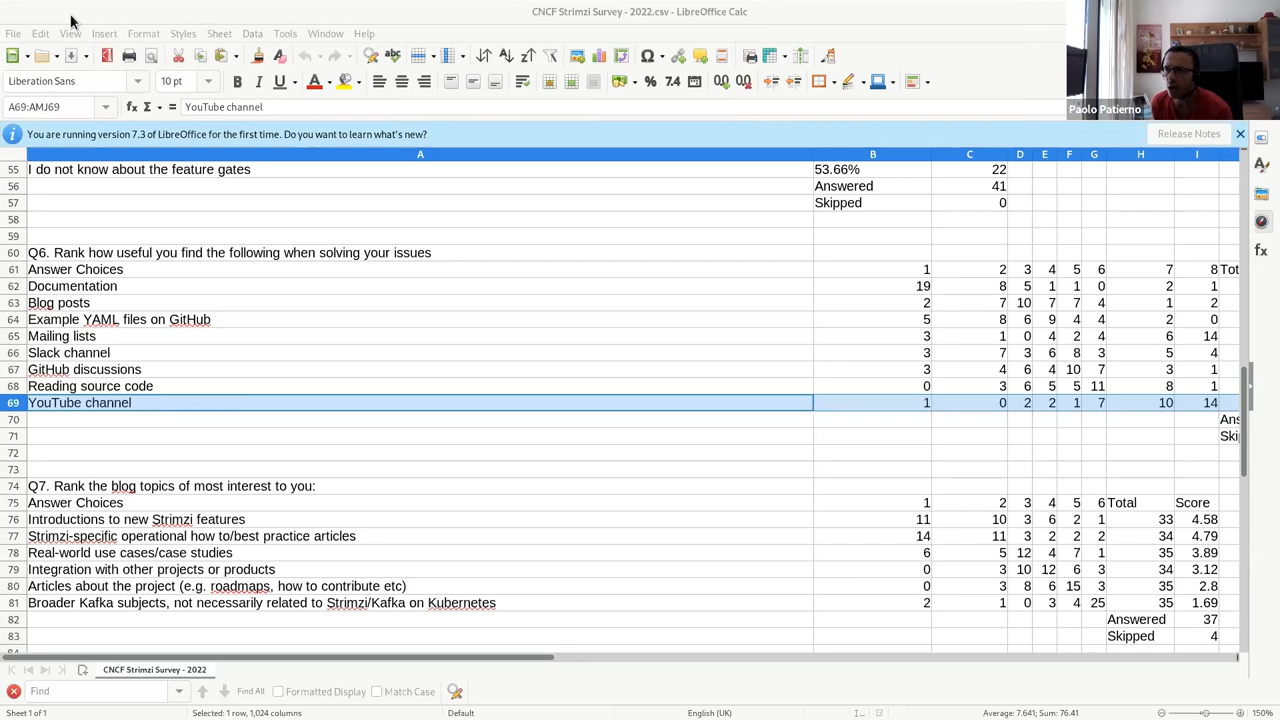 CNCF Strimzi Survey - 2022.csv - LibreOffice Calc
File Edit View Insert Format Styles Sheet Data Tools Window Help
Liberation Sans 10 pt
Paolo Patierno
A69:AMJ69 YouTube channel
You are running version 7.3 of LibreOffice for the first time. Do you want to learn what's new? Release Notes
A B C D E F G H I
55 I do not know about the feature gates 53.66% 22
56 Answered 41
57 Skipped 0
58
59
60 Q6. Rank how useful you find the following when solving your issues
61 Answer Choices 1 2 3 4 5 6 7 8 Tot
62 Documentation 19 8 5 1 1 0 2 1
63 Blog posts 2 7 10 7 7 4 1 2
64 Example YAML files on GitHub 5 8 6 9 4 4 2 0
65 Mailing lists 3 1 0 4 2 4 6 14
66 Slack channel 3 7 3 6 8 3 5 4
67 GitHub discussions 3 4 6 4 10 7 3 1
68 Reading source code 0 3 6 5 5 11 8 1
69 YouTube channel 1 0 2 2 1 7 10 14
70 Ans
71 Ski
72
73
74 Q7. Rank the blog topics of most interest to you:
75 Answer Choices 1 2 3 4 5 6 Total Score
76 Introductions to new Strimzi features 11 10 3 6 2 1 33 4.58
77 Strimzi-specific operational how to/best practice articles 14 11 3 2 2 2 34 4.79
78 Real-world use cases/case studies 6 5 12 4 7 1 35 3.89
79 Integration with other projects or products 0 3 10 12 6 3 34 3.12
80 Articles about the project (e.g. roadmaps, how to contribute etc) 0 3 8 6 15 3 35 2.8
81 Broader Kafka subjects, not necessarily related to Strimzi/Kafka on Kubernetes 2 1 0 3 4 25 35 1.69
82 Answered 37
83 Skipped 4
CNCF Strimzi Survey - 2022
Find Find All Formatted Display Match Case
Sheet 1 of 1 Selected: 1 row, 1,024 columns Default English (UK) Average: 7.641; Sum: 76.41 150%